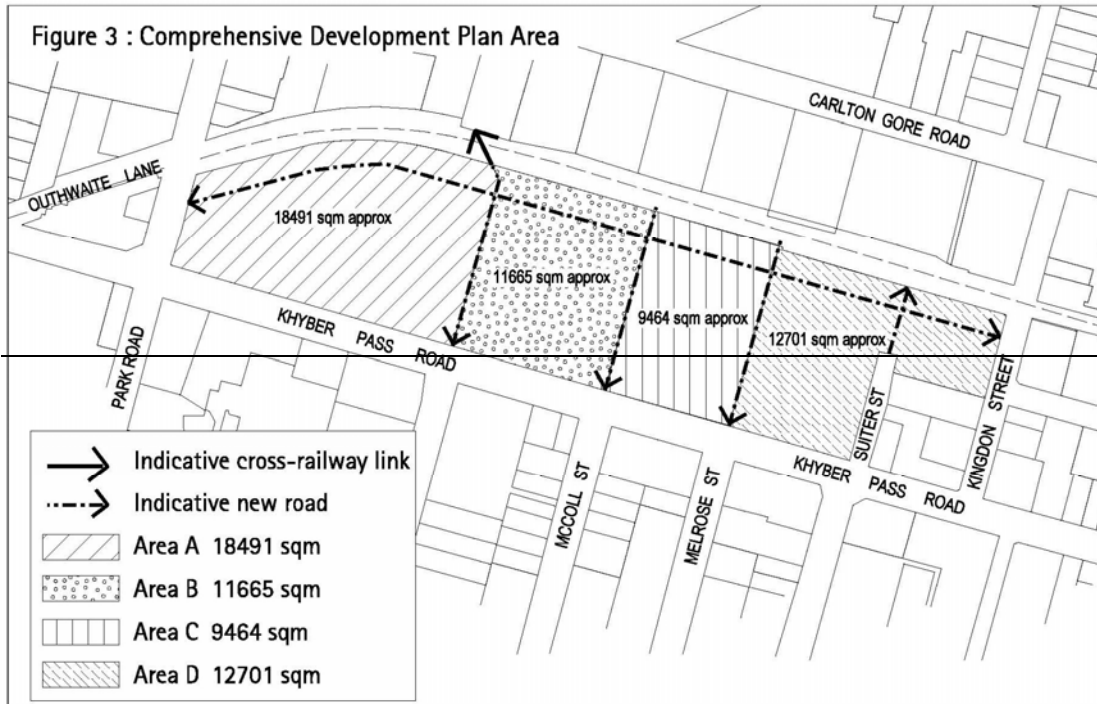 Figure 3 : Comprehensive Development Plan Area
CARLTON GORE ROAD
OUTHWAITE LANE
18491 sqm approx
11665 sqm approx
9464 sqm approx
12701 sqm approx
KHYBER PASS ROAD
PARK ROAD
SUITER ST
KINGDON STREET
KHYBER PASS ROAD
MCCOLL ST
MELROSE ST
Indicative cross-railway link
Indicative new road
Area A 18491 sqm
Area B 11665 sqm
Area C 9464 sqm
Area D 12701 sqm